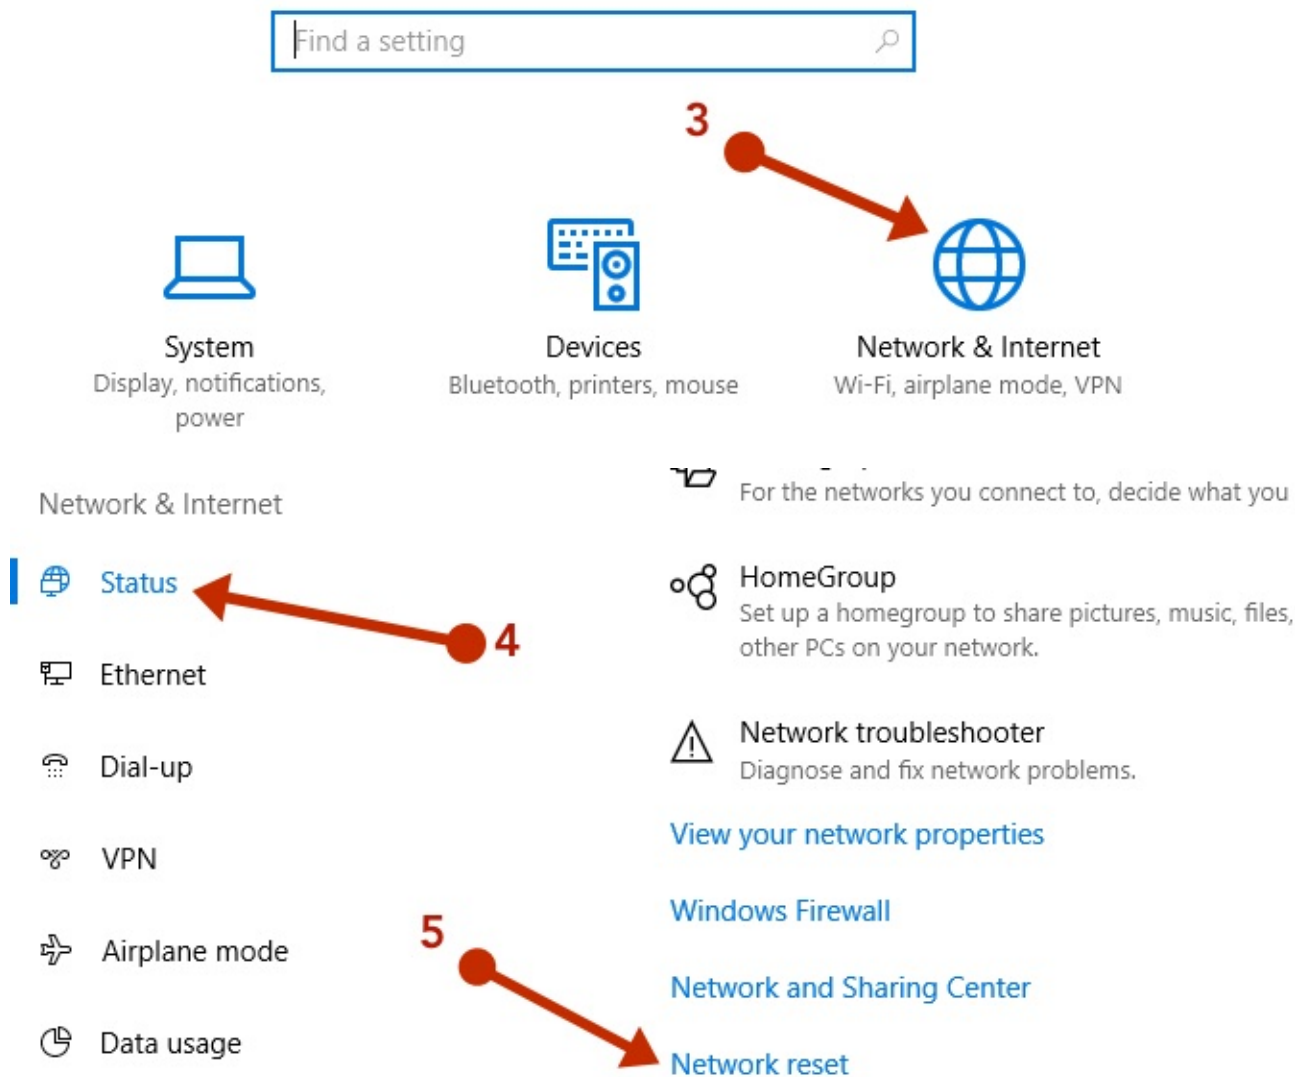 Find a setting
3
System
Display, notifications,
power
Devices
Bluetooth, printers, mouse
Network & Internet
Wi-Fi, airplane mode, VPN
Network & Internet
Status
4
Ethernet
Dial-up
VPN
Airplane mode
Data usage
For the networks you connect to, decide what you
HomeGroup
Set up a homegroup to share pictures, music, files,
other PCs on your network.
Network troubleshooter
Diagnose and fix network problems.
View your network properties
Windows Firewall
Network and Sharing Center
5
Network reset